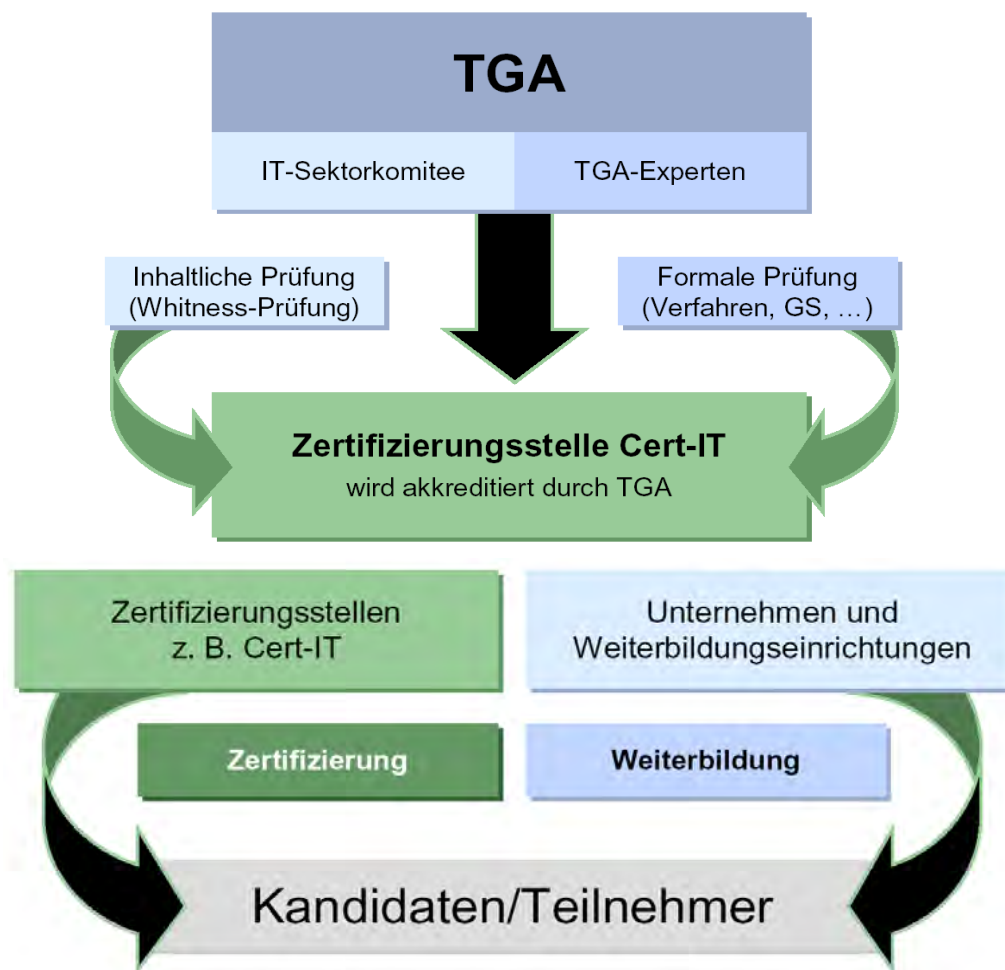 TGA
IT-Sektorkomitee
TGA-Experten
Inhaltliche Prüfung
(Whitness-Prüfung)
Formale Prüfung
(Verfahren, GS, …)
Zertifizierungsstelle Cert-IT
wird akkreditiert durch TGA
Zertifizierungsstellen
z. B. Cert-IT
Unternehmen und
Weiterbildungseinrichtungen
Zertifizierung
Weiterbildung
Kandidaten/Teilnehmer